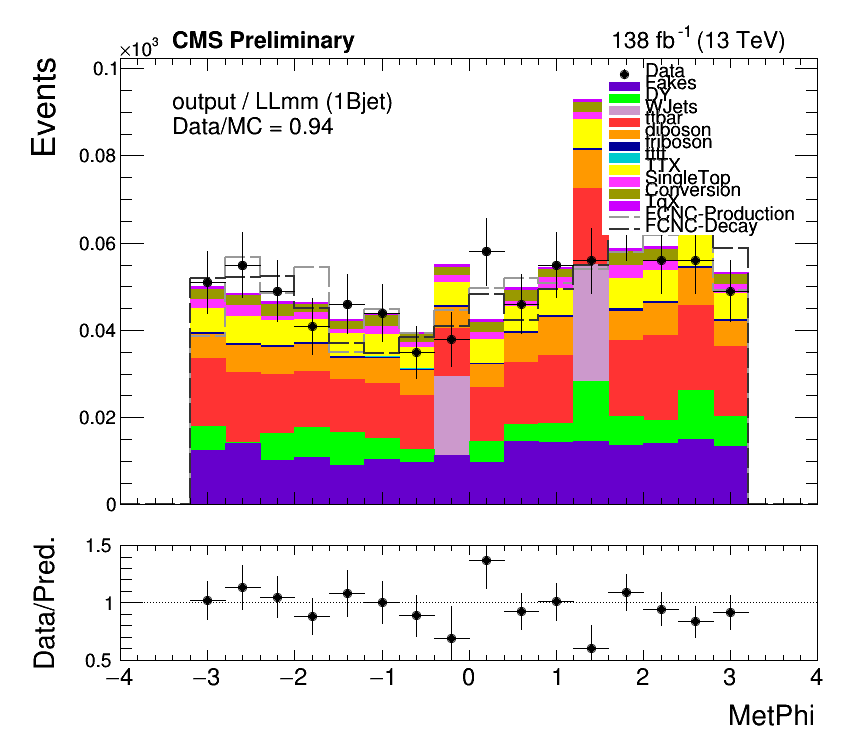 ×10³ CMS Preliminary 138 fb⁻¹ (13 TeV)
Events
0.1
0.08
0.06
0.04
0.02
0
output / LLmm (1Bjet)
Data/MC = 0.94
Data
Fakes
DY
WJets
ttbar
diboson
triboson
tttt
TTX
SingleTop
Conversion
TqX
FCNC-Production
FCNC-Decay
Data/Pred.
1.5
1
0.5
−4 −3 −2 −1 0 1 2 3 4
MetPhi